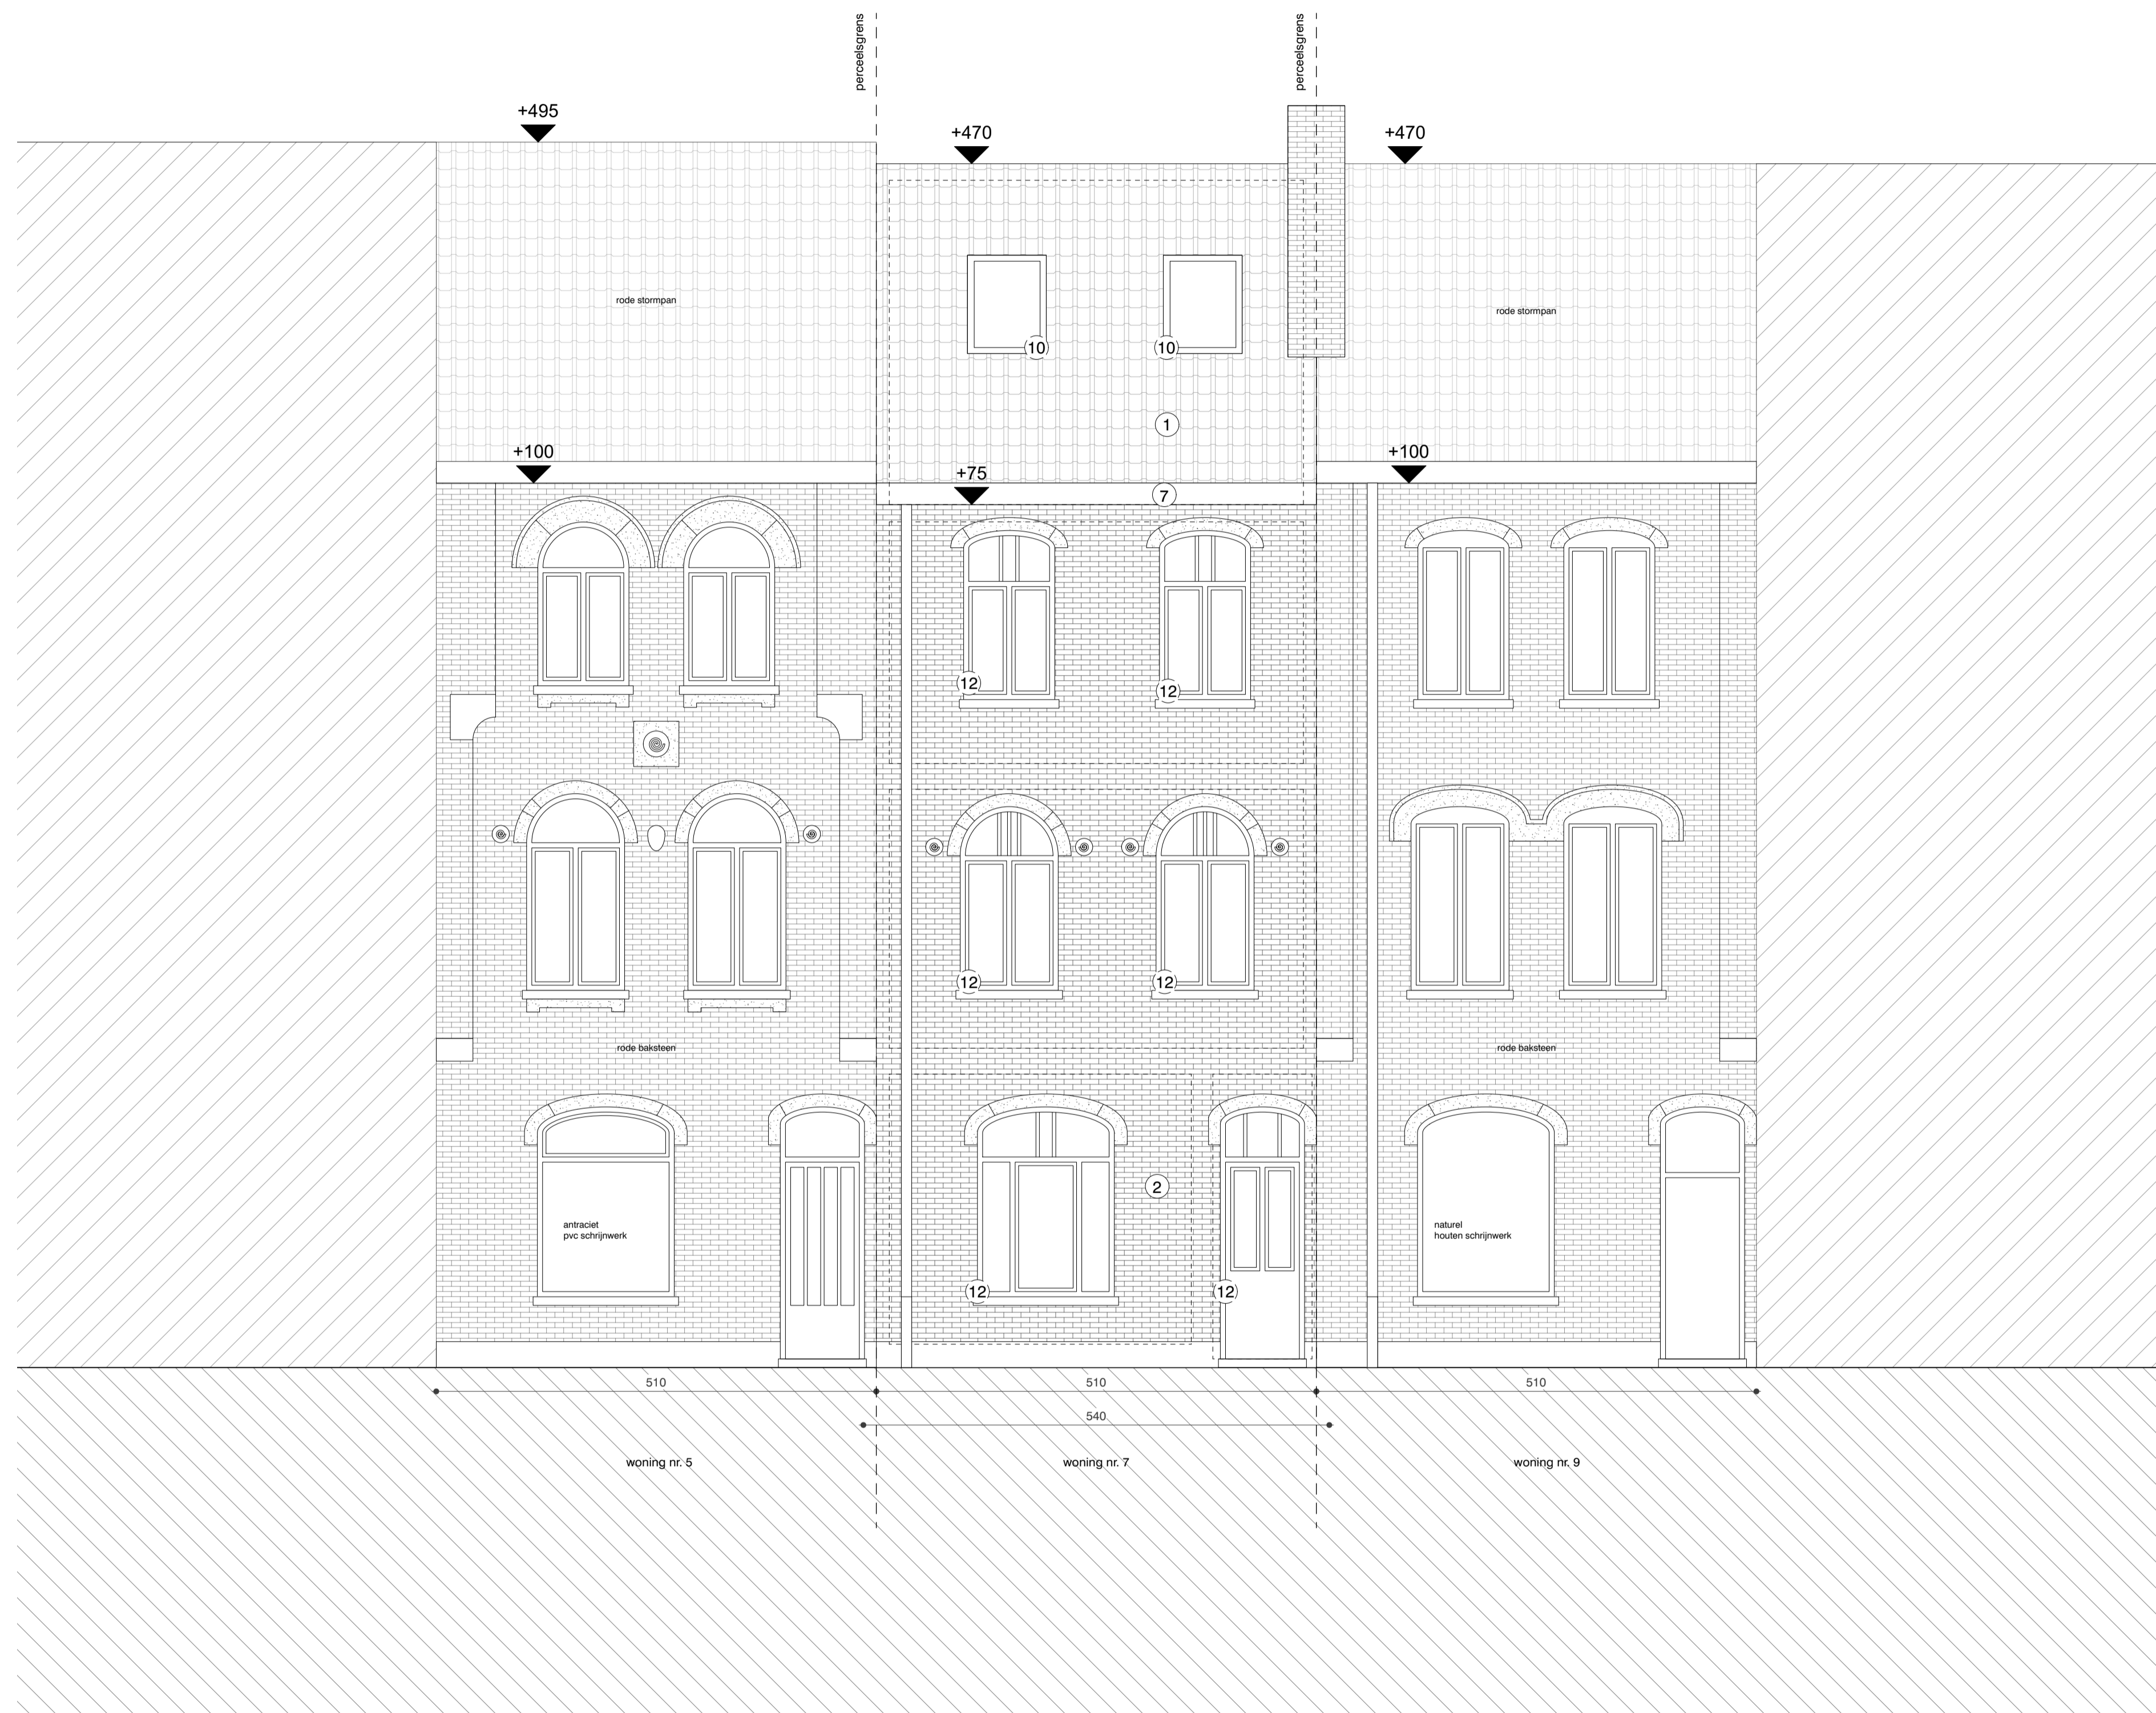 perceelsgrens
perceelsgrens
+495
+470
+470
rode stormpan
rode stormpan
10
10
1
+100
+75
+100
7
12
12
12
12
rode baksteen
rode baksteen
2
antraciet
pvc schrijnwerk
naturel
houten schrijnwerk
12
12
510
510
510
540
woning nr. 5
woning nr. 7
woning nr. 9